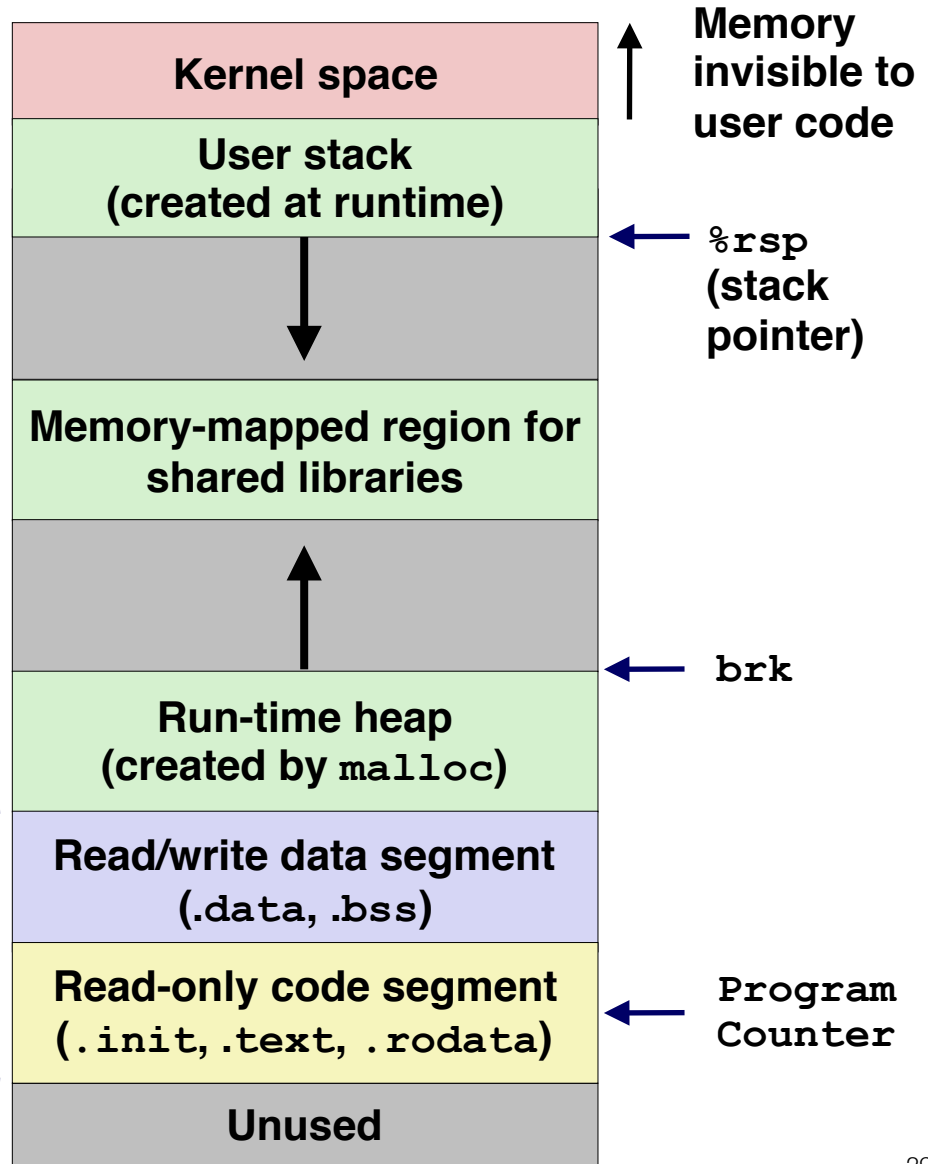 Kernel space
Memory
invisible to
user code
User stack
(created at runtime)
%rsp
(stack
pointer)
Memory-mapped region for
shared libraries
brk
Run-time heap
(created by malloc)
Read/write data segment
(.data, .bss)
Read-only code segment
(.init, .text, .rodata)
Program
Counter
Unused